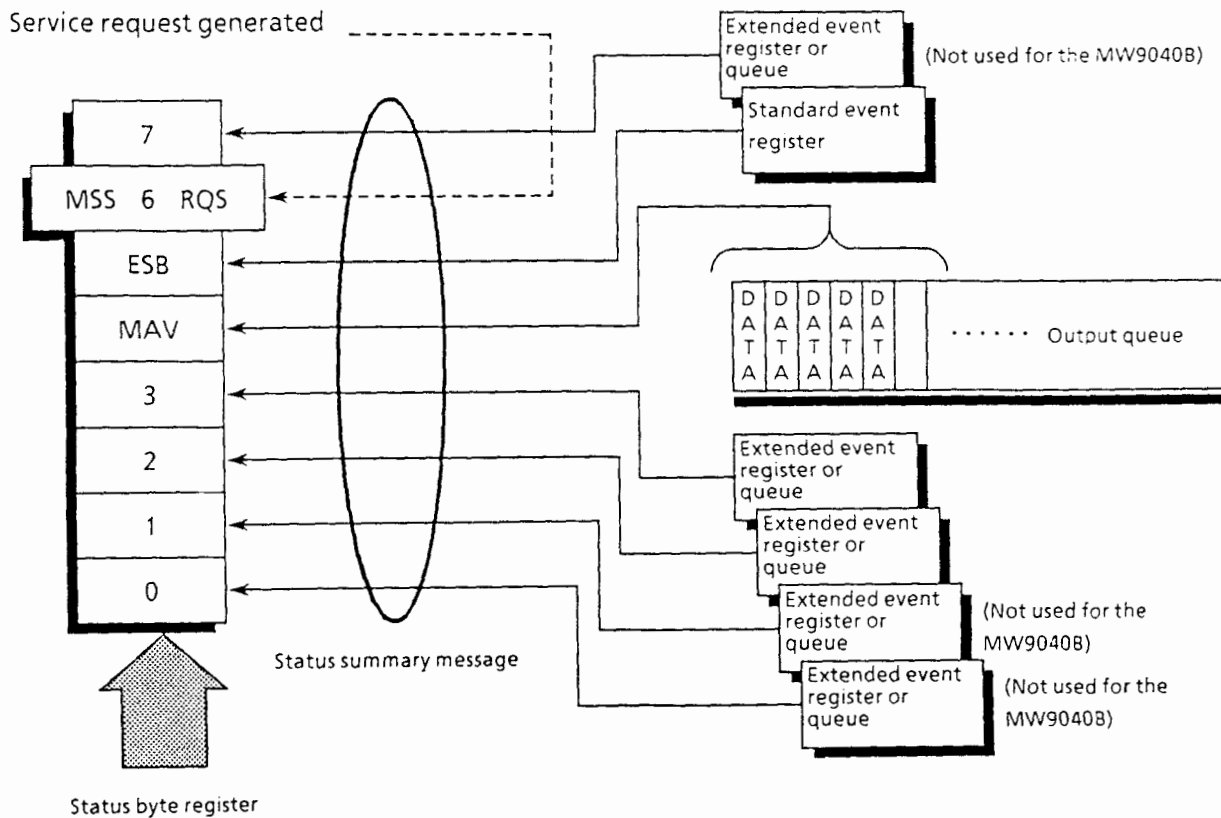 Service request generated
Extended event
register or
queue
(Not used for the MW9040B)
Standard event
register
7
MSS 6 RQS
ESB
MAV
3
2
1
0
D A T A
D A T A
D A T A
D A T A
D A T A
...... Output queue
Extended event
register or
queue
Extended event
register or
queue
Extended event
register or
queue
(Not used for the
MW9040B)
Extended event
register or
queue
(Not used for the
MW9040B)
Status summary message
Status byte register